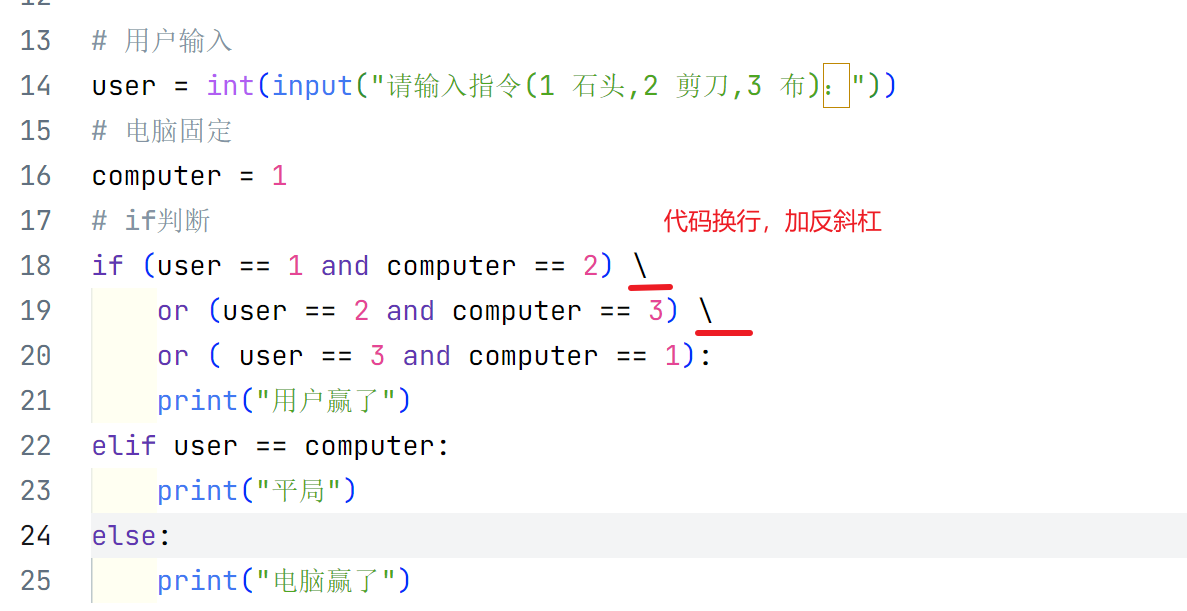 13 # 用户输入
14 user = int(input("请输入指令(1 石头,2 剪刀,3 布)："))
15 # 电脑固定
16 computer = 1
17 # if判断 代码换行，加反斜杠
18 if (user == 1 and computer == 2) \
19 or (user == 2 and computer == 3) \
20 or ( user == 3 and computer == 1):
21 print("用户赢了")
22 elif user == computer:
23 print("平局")
24 else:
25 print("电脑赢了")